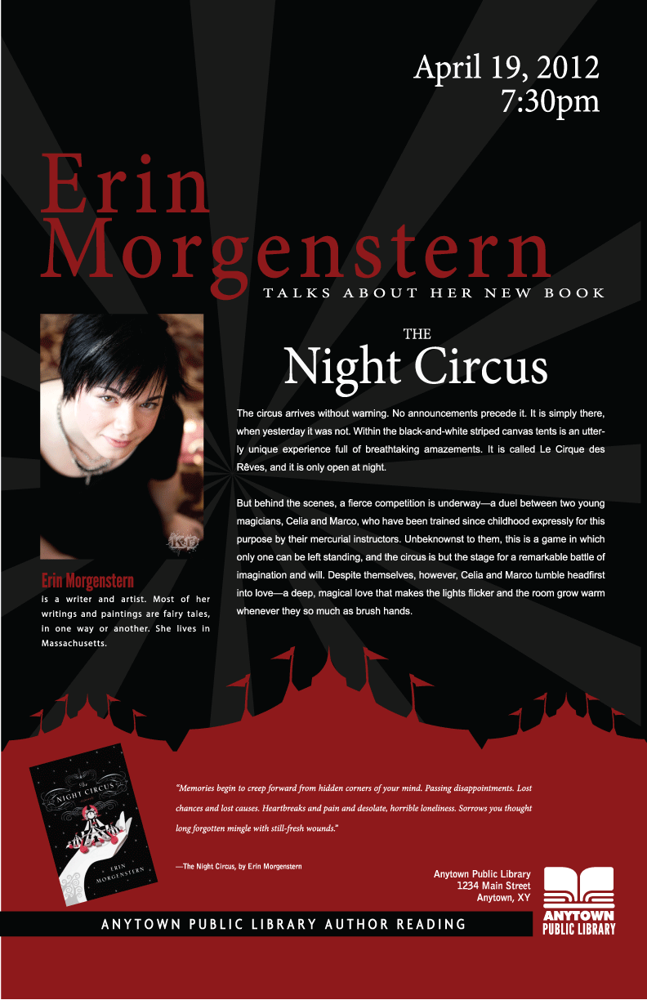 April 19, 2012
7:30pm
Erin
Morgenstern
TALKS ABOUT HER NEW BOOK
THE
Night Circus
The circus arrives without warning. No announcements precede it. It is simply there,
when yesterday it was not. Within the black-and-white striped canvas tents is an utter-
ly unique experience full of breathtaking amazements. It is called Le Cirque des
Rêves, and it is only open at night.
But behind the scenes, a fierce competition is underway—a duel between two young
magicians, Celia and Marco, who have been trained since childhood expressly for this
purpose by their mercurial instructors. Unbeknownst to them, this is a game in which
only one can be left standing, and the circus is but the stage for a remarkable battle of
imagination and will. Despite themselves, however, Celia and Marco tumble headfirst
into love—a deep, magical love that makes the lights flicker and the room grow warm
whenever they so much as brush hands.
Erin Morgenstern
is a writer and artist. Most of her
writings and paintings are fairy tales,
in one way or another. She lives in
Massachusetts.
The
NIGHT CIRCUS
ERIN
MORGENSTERN
“Memories begin to creep forward from hidden corners of your mind. Passing disappointments. Lost
chances and lost causes. Heartbreaks and pain and desolate, horrible loneliness. Sorrows you thought
long forgotten mingle with still-fresh wounds.”
—The Night Circus, by Erin Morgenstern
Anytown Public Library
1234 Main Street
Anytown, XY
ANYTOWN
PUBLIC LIBRARY
ANYTOWN PUBLIC LIBRARY AUTHOR READING